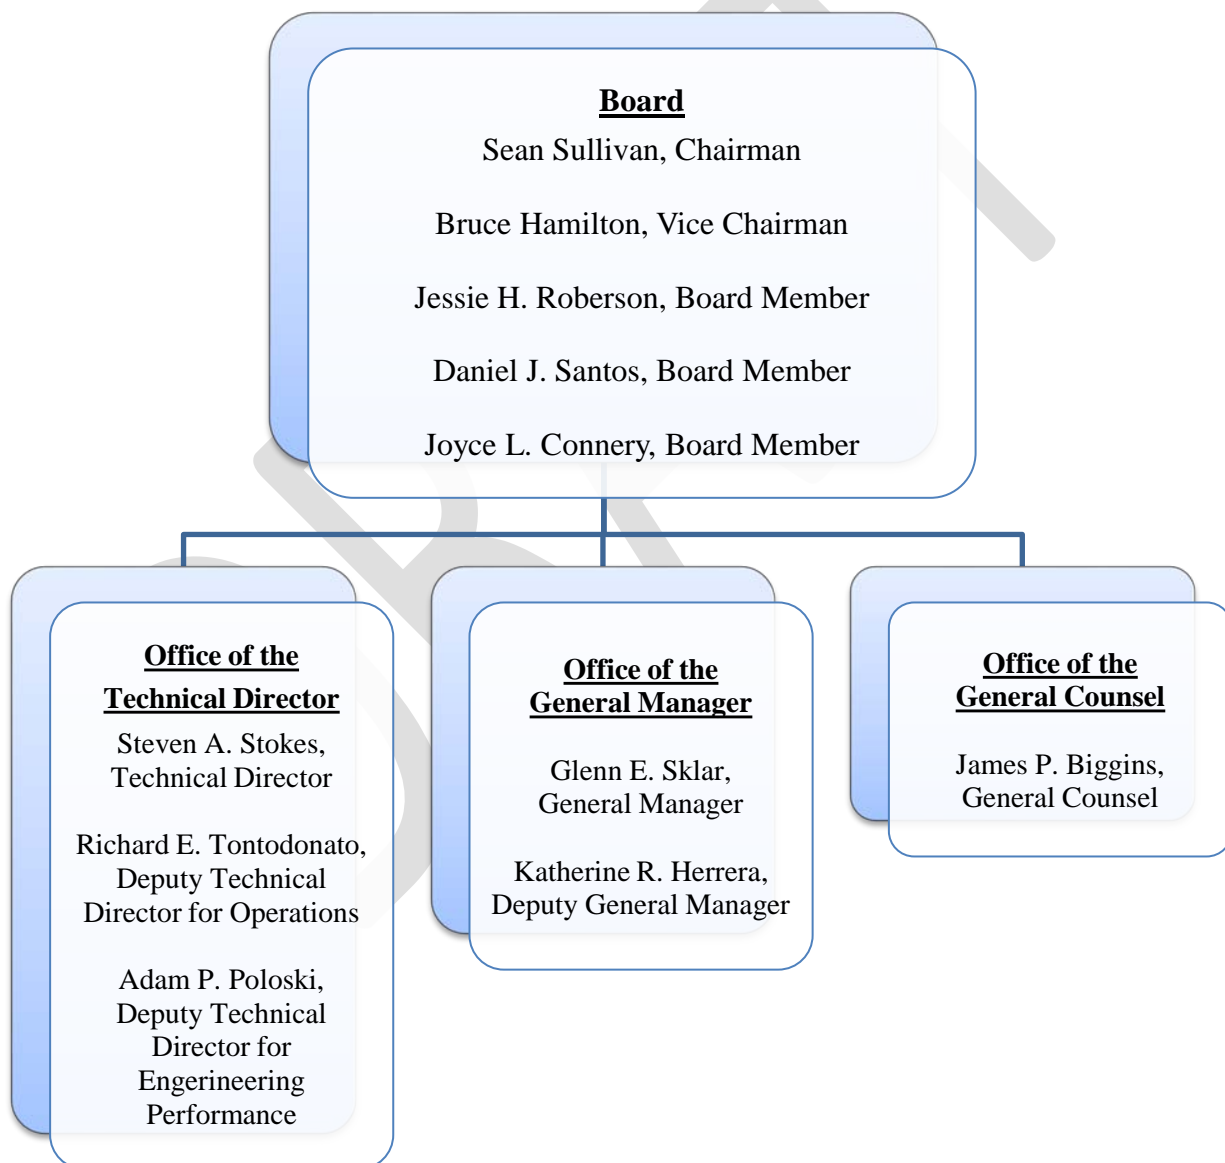 Board
Sean Sullivan, Chairman
Bruce Hamilton, Vice Chairman
Jessie H. Roberson, Board Member
Daniel J. Santos, Board Member
Joyce L. Connery, Board Member
Office of the
Technical Director
Steven A. Stokes,
Technical Director
Richard E. Tontodonato,
Deputy Technical
Director for Operations
Adam P. Poloski,
Deputy Technical
Director for
Engerineering
Performance
Office of the
General Manager
Glenn E. Sklar,
General Manager
Katherine R. Herrera,
Deputy General Manager
Office of the
General Counsel
James P. Biggins,
General Counsel